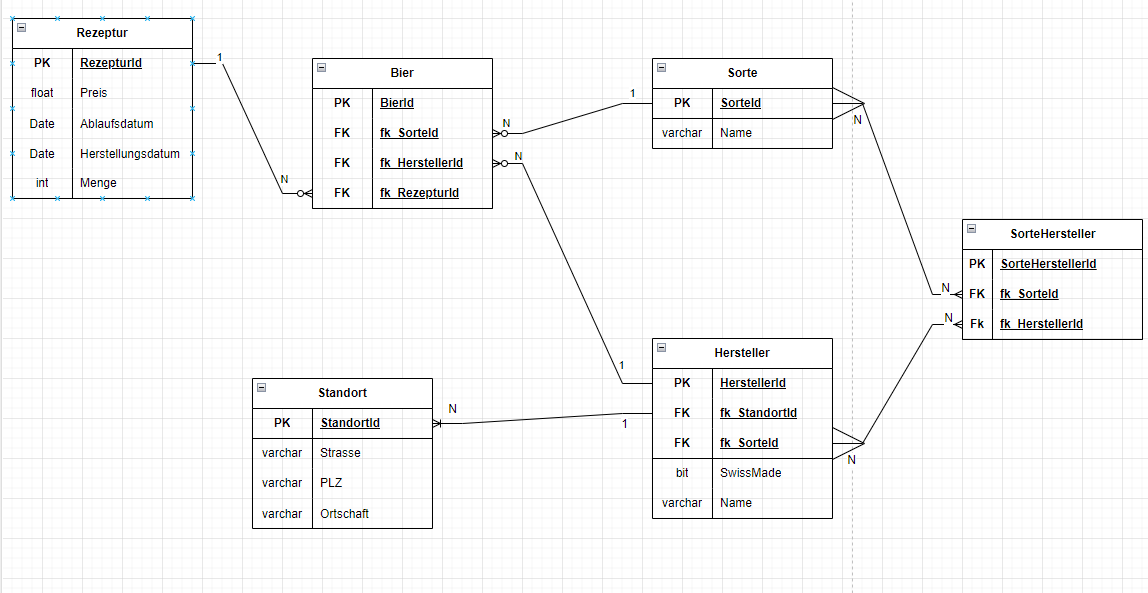 Rezeptur
PK RezepturId
float Preis
Date Ablaufsdatum
Date Herstellungsdatum
int Menge
1
N
Bier
PK BierId
FK fk_SorteId
FK fk_HerstellerId
FK fk_RezepturId
N
1
N
1
Sorte
PK SorteId
varchar Name
N
N
SorteHersteller
PK SorteHerstellerId
FK fk_SorteId
Fk fk_HerstellerId
N
N
Hersteller
PK HerstellerId
FK fk_StandortId
FK fk_SorteId
bit SwissMade
varchar Name
1
N
Standort
PK StandortId
varchar Strasse
varchar PLZ
varchar Ortschaft